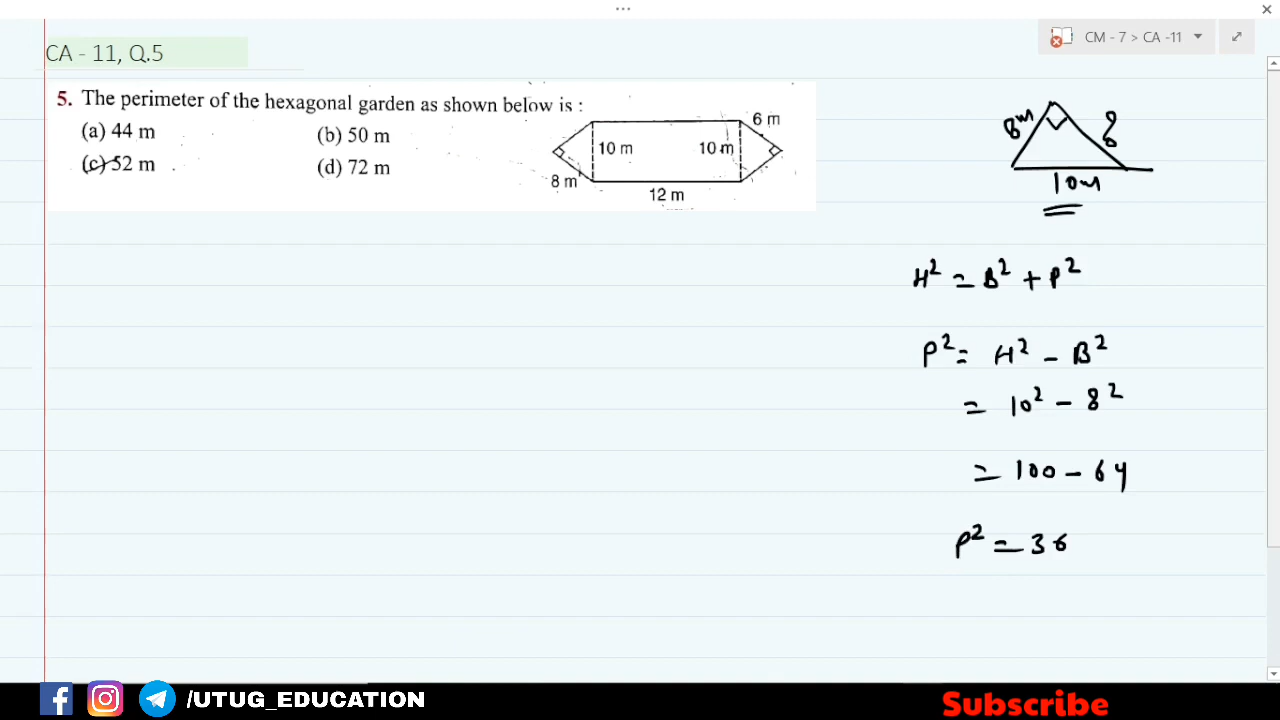 CM - 7 > CA -11
CA - 11, Q.5
5. The perimeter of the hexagonal garden as shown below is :
(a) 44 m (b) 50 m
(c) 52 m (d) 72 m
6 m
10 m 10 m
8 m
12 m
8m ?
10m
H² = B² + P²
P² = H² - B²
= 10² - 8²
= 100 - 64
P² = 36
/UTUG_EDUCATION
Subscribe